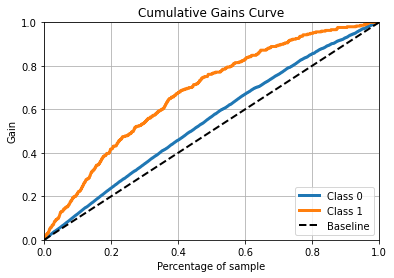 Cumulative Gains Curve
1.0
0.8
0.6
0.4
0.2
0.0
Gain
0.0 0.2 0.4 0.6 0.8 1.0
Percentage of sample
Class 0
Class 1
Baseline